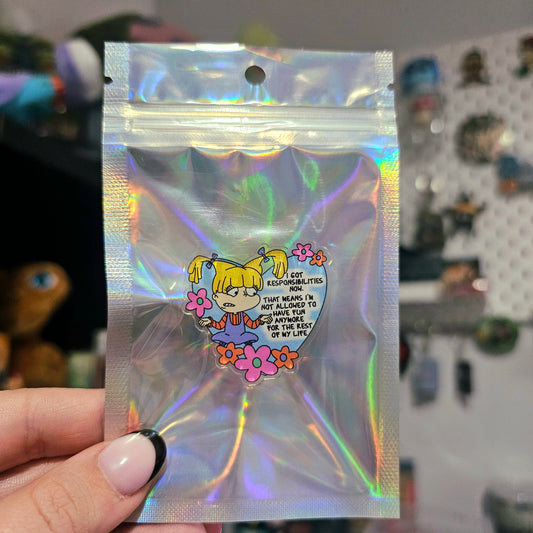 I GOT
RESPONSIBILITIES
NOW.
THAT MEANS I'M
NOT ALLOWED TO
HAVE FUN
ANYMORE
FOR THE REST
OF MY LIFE.